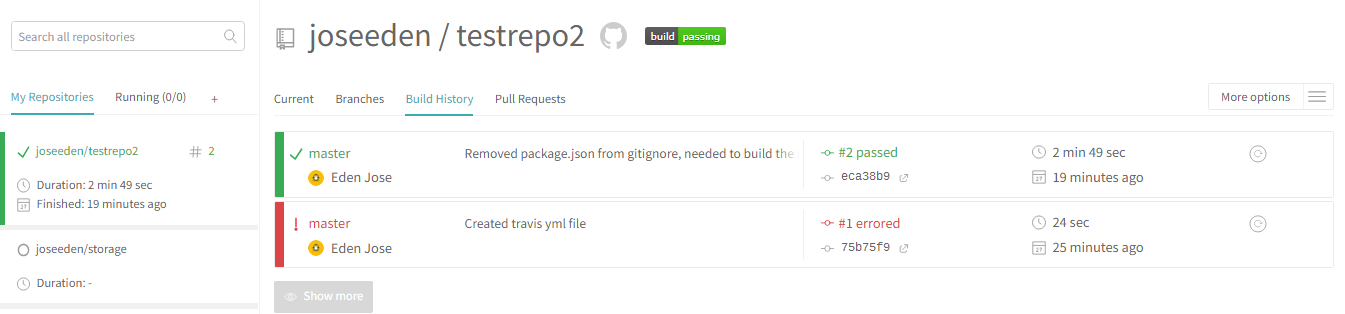 Search all repositories
My Repositories Running (0/0) +
joseeden/testrepo2 # 2
Duration: 2 min 49 sec
Finished: 19 minutes ago
joseeden/storage
Duration: -
joseeden / testrepo2 build passing
Current Branches Build History Pull Requests More options
master Removed package.json from gitignore, needed to build the #2 passed 2 min 49 sec
Eden Jose eca38b9 19 minutes ago
master Created travis yml file #1 errored 24 sec
Eden Jose 75b75f9 25 minutes ago
Show more